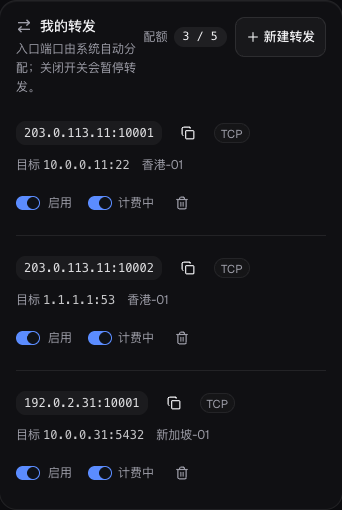 我的转发
入口端口由系统自动分
配；关闭开关会暂停转
发。
配额 3 / 5
新建转发
203.0.113.11:10001 TCP
目标 10.0.0.11:22 香港-01
启用 计费中
203.0.113.11:10002 TCP
目标 1.1.1.1:53 香港-01
启用 计费中
192.0.2.31:10001 TCP
目标 10.0.0.31:5432 新加坡-01
启用 计费中